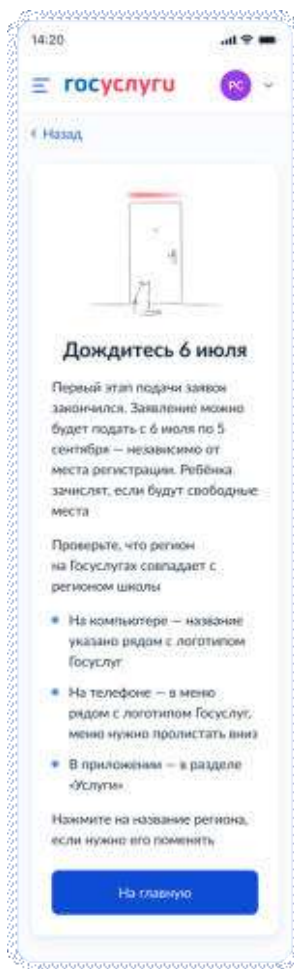 14:20
госуслуги
РС
Назад
Дождитесь 6 июля
Первый этап подачи заявок
закончился. Заявление можно
будет подать с 6 июля по 5
сентября — независимо от
места регистрации. Ребёнка
зачислят, если будут свободные
места
Проверьте, что регион
на Госуслугах совпадает с
регионом школы
На компьютере — название
указано рядом с логотипом
Госуслуг
На телефоне — в меню
рядом с логотипом Госуслуг,
меню нужно пролистать вниз
В приложении — в разделе
«Услуги»
Нажмите на название региона,
если нужно его поменять
На главную